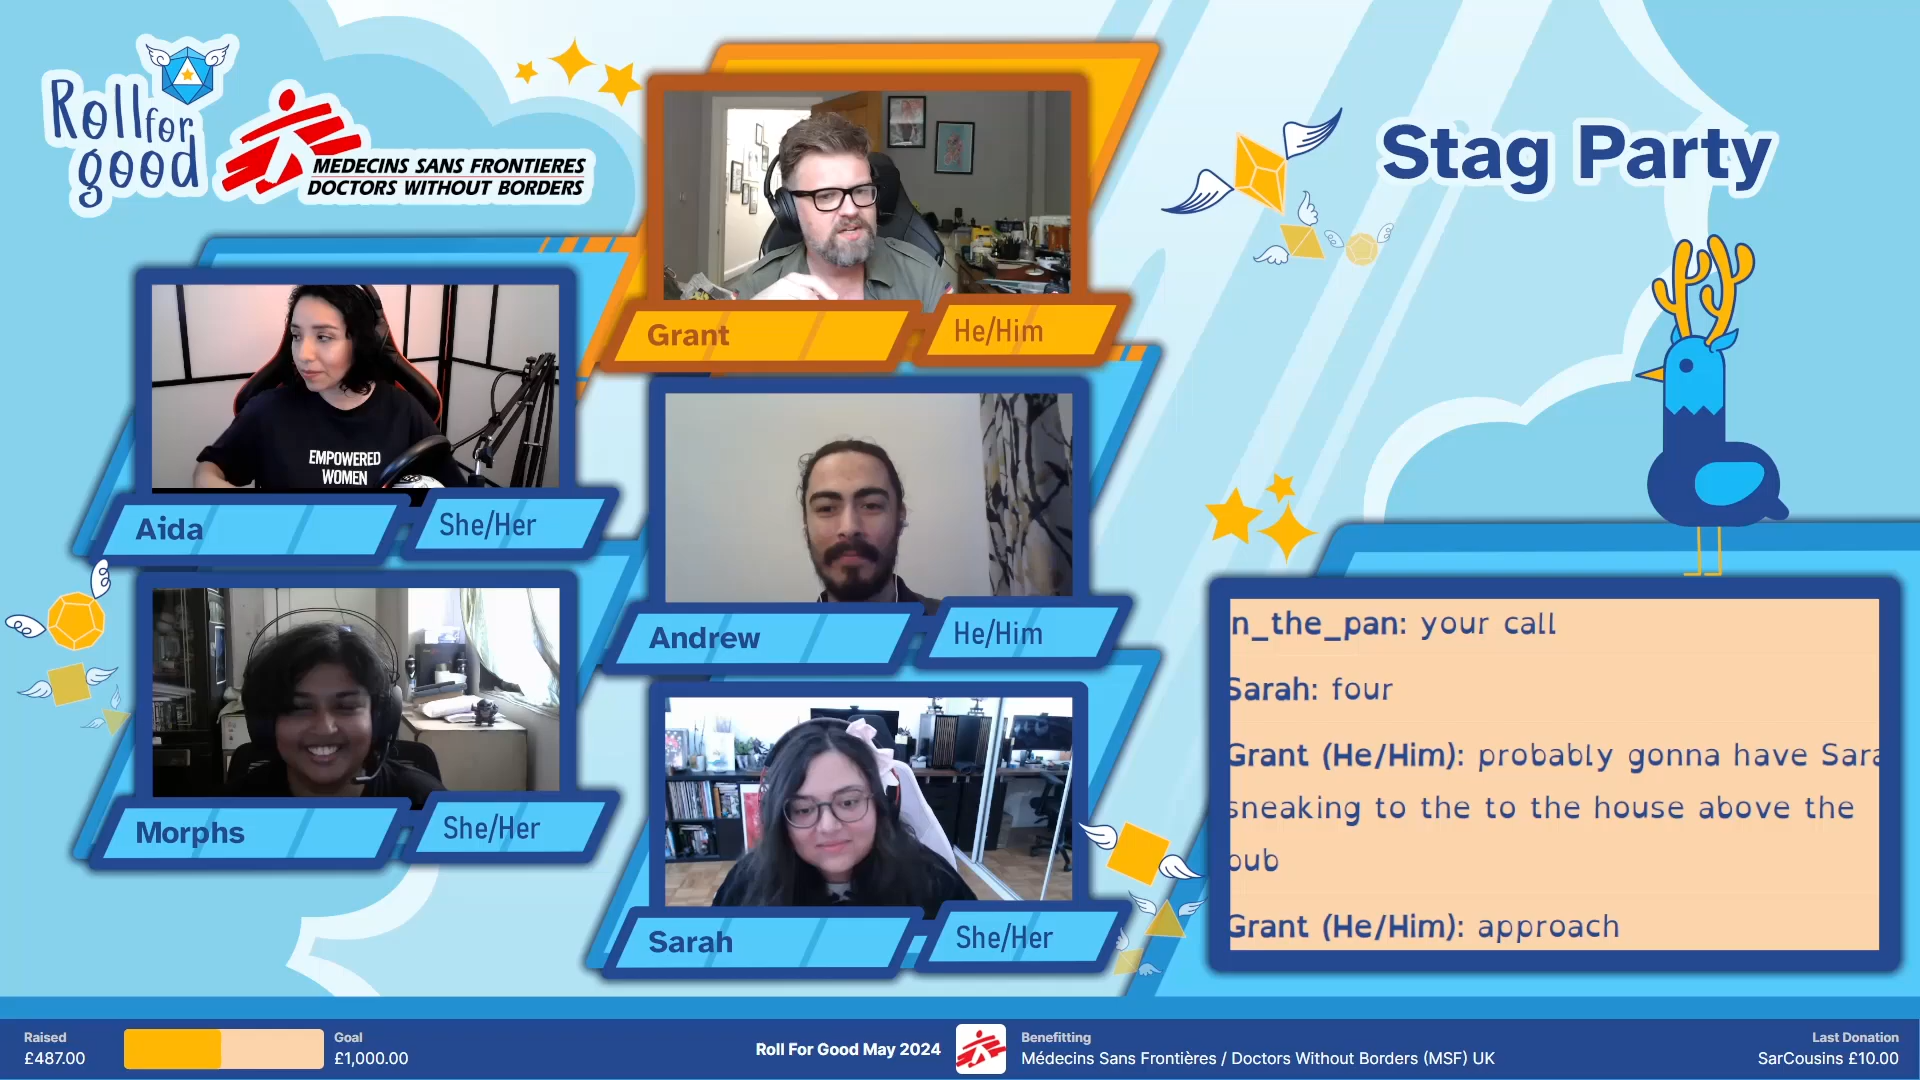 Roll for
good
MEDECINS SANS FRONTIERES
DOCTORS WITHOUT BORDERS
Stag Party
Grant
He/Him
EMPOWERED
WOMEN
Aida
She/Her
Andrew
He/Him
Morphs
She/Her
Sarah
She/Her
n_the_pan: your call
Sarah: four
Grant (He/Him): probably gonna have Sara
sneaking to the to the house above the
pub
Grant (He/Him): approach
Raised
£487.00
Goal
£1,000.00
Roll For Good May 2024
Benefitting
Médecins Sans Frontières / Doctors Without Borders (MSF) UK
Last Donation
SarCousins £10.00